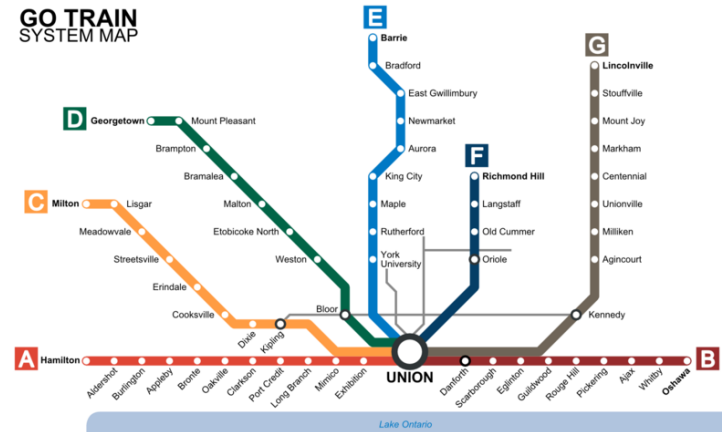 GO TRAIN
SYSTEM MAP
E
Barrie
Bradford
East Gwillimbury
Newmarket
Aurora
King City
Maple
Rutherford
York
University
G
Lincolnville
Stouffville
Mount Joy
Markham
Centennial
Unionville
Milliken
Agincourt
Kennedy
D
Georgetown
Mount Pleasant
Brampton
Bramalea
Malton
Etobicoke North
Weston
Bloor
F
Richmond Hill
Langstaff
Old Cummer
Oriole
C
Milton
Lisgar
Meadowvale
Streetsville
Erindale
Cooksville
Dixie
Kipling
A
Hamilton
Aldershot
Burlington
Appleby
Bronte
Oakville
Clarkson
Port Credit
Long Branch
Mimico
Exhibition
UNION
Danforth
Scarborough
Eglinton
Guildwood
Rouge Hill
Pickering
Ajax
Whitby
Oshawa
B
Lake Ontario